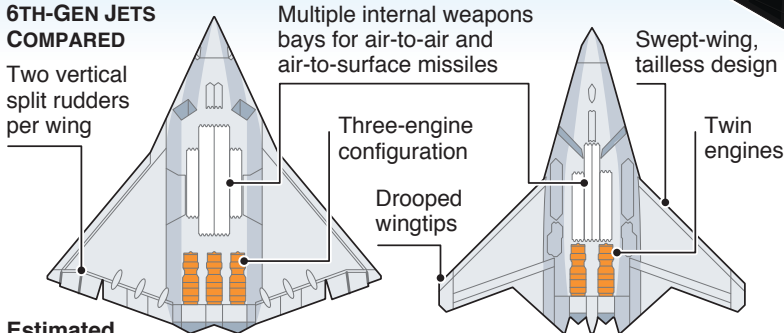 6TH-GEN JETS
COMPARED
Two vertical
split rudders
per wing
Multiple internal weapons
bays for air-to-air and
air-to-surface missiles
Three-engine
configuration
Drooped
wingtips
Swept-wing,
tailless design
Twin
engines
Estimated